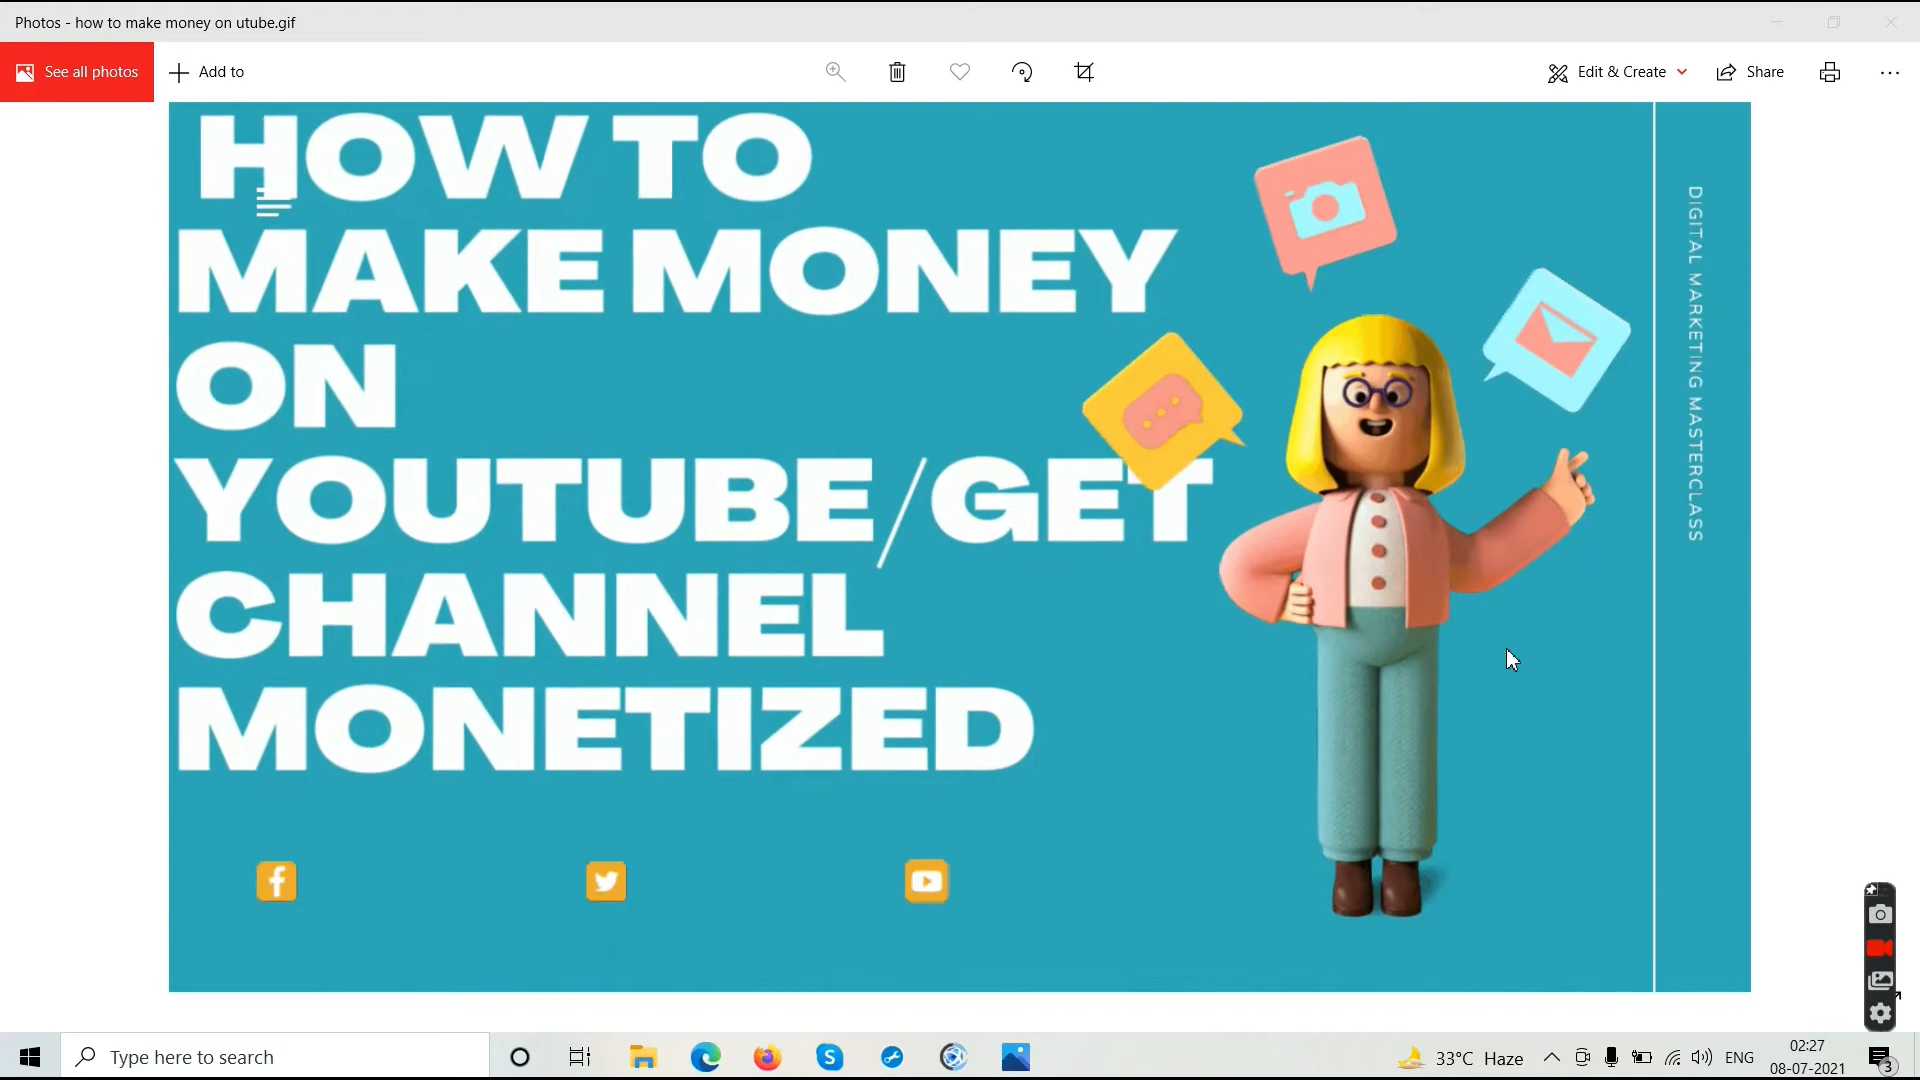 Photos - how to make money on utube.gif
See all photos
Add to
Edit & Create
Share
HOW TO
MAKE MONEY
ON
YOUTUBE/GET
CHANNEL
MONETIZED
DIGITAL MARKETING MASTERCLASS
Type here to search
33°C Haze
ENG
02:27
08-07-2021
3